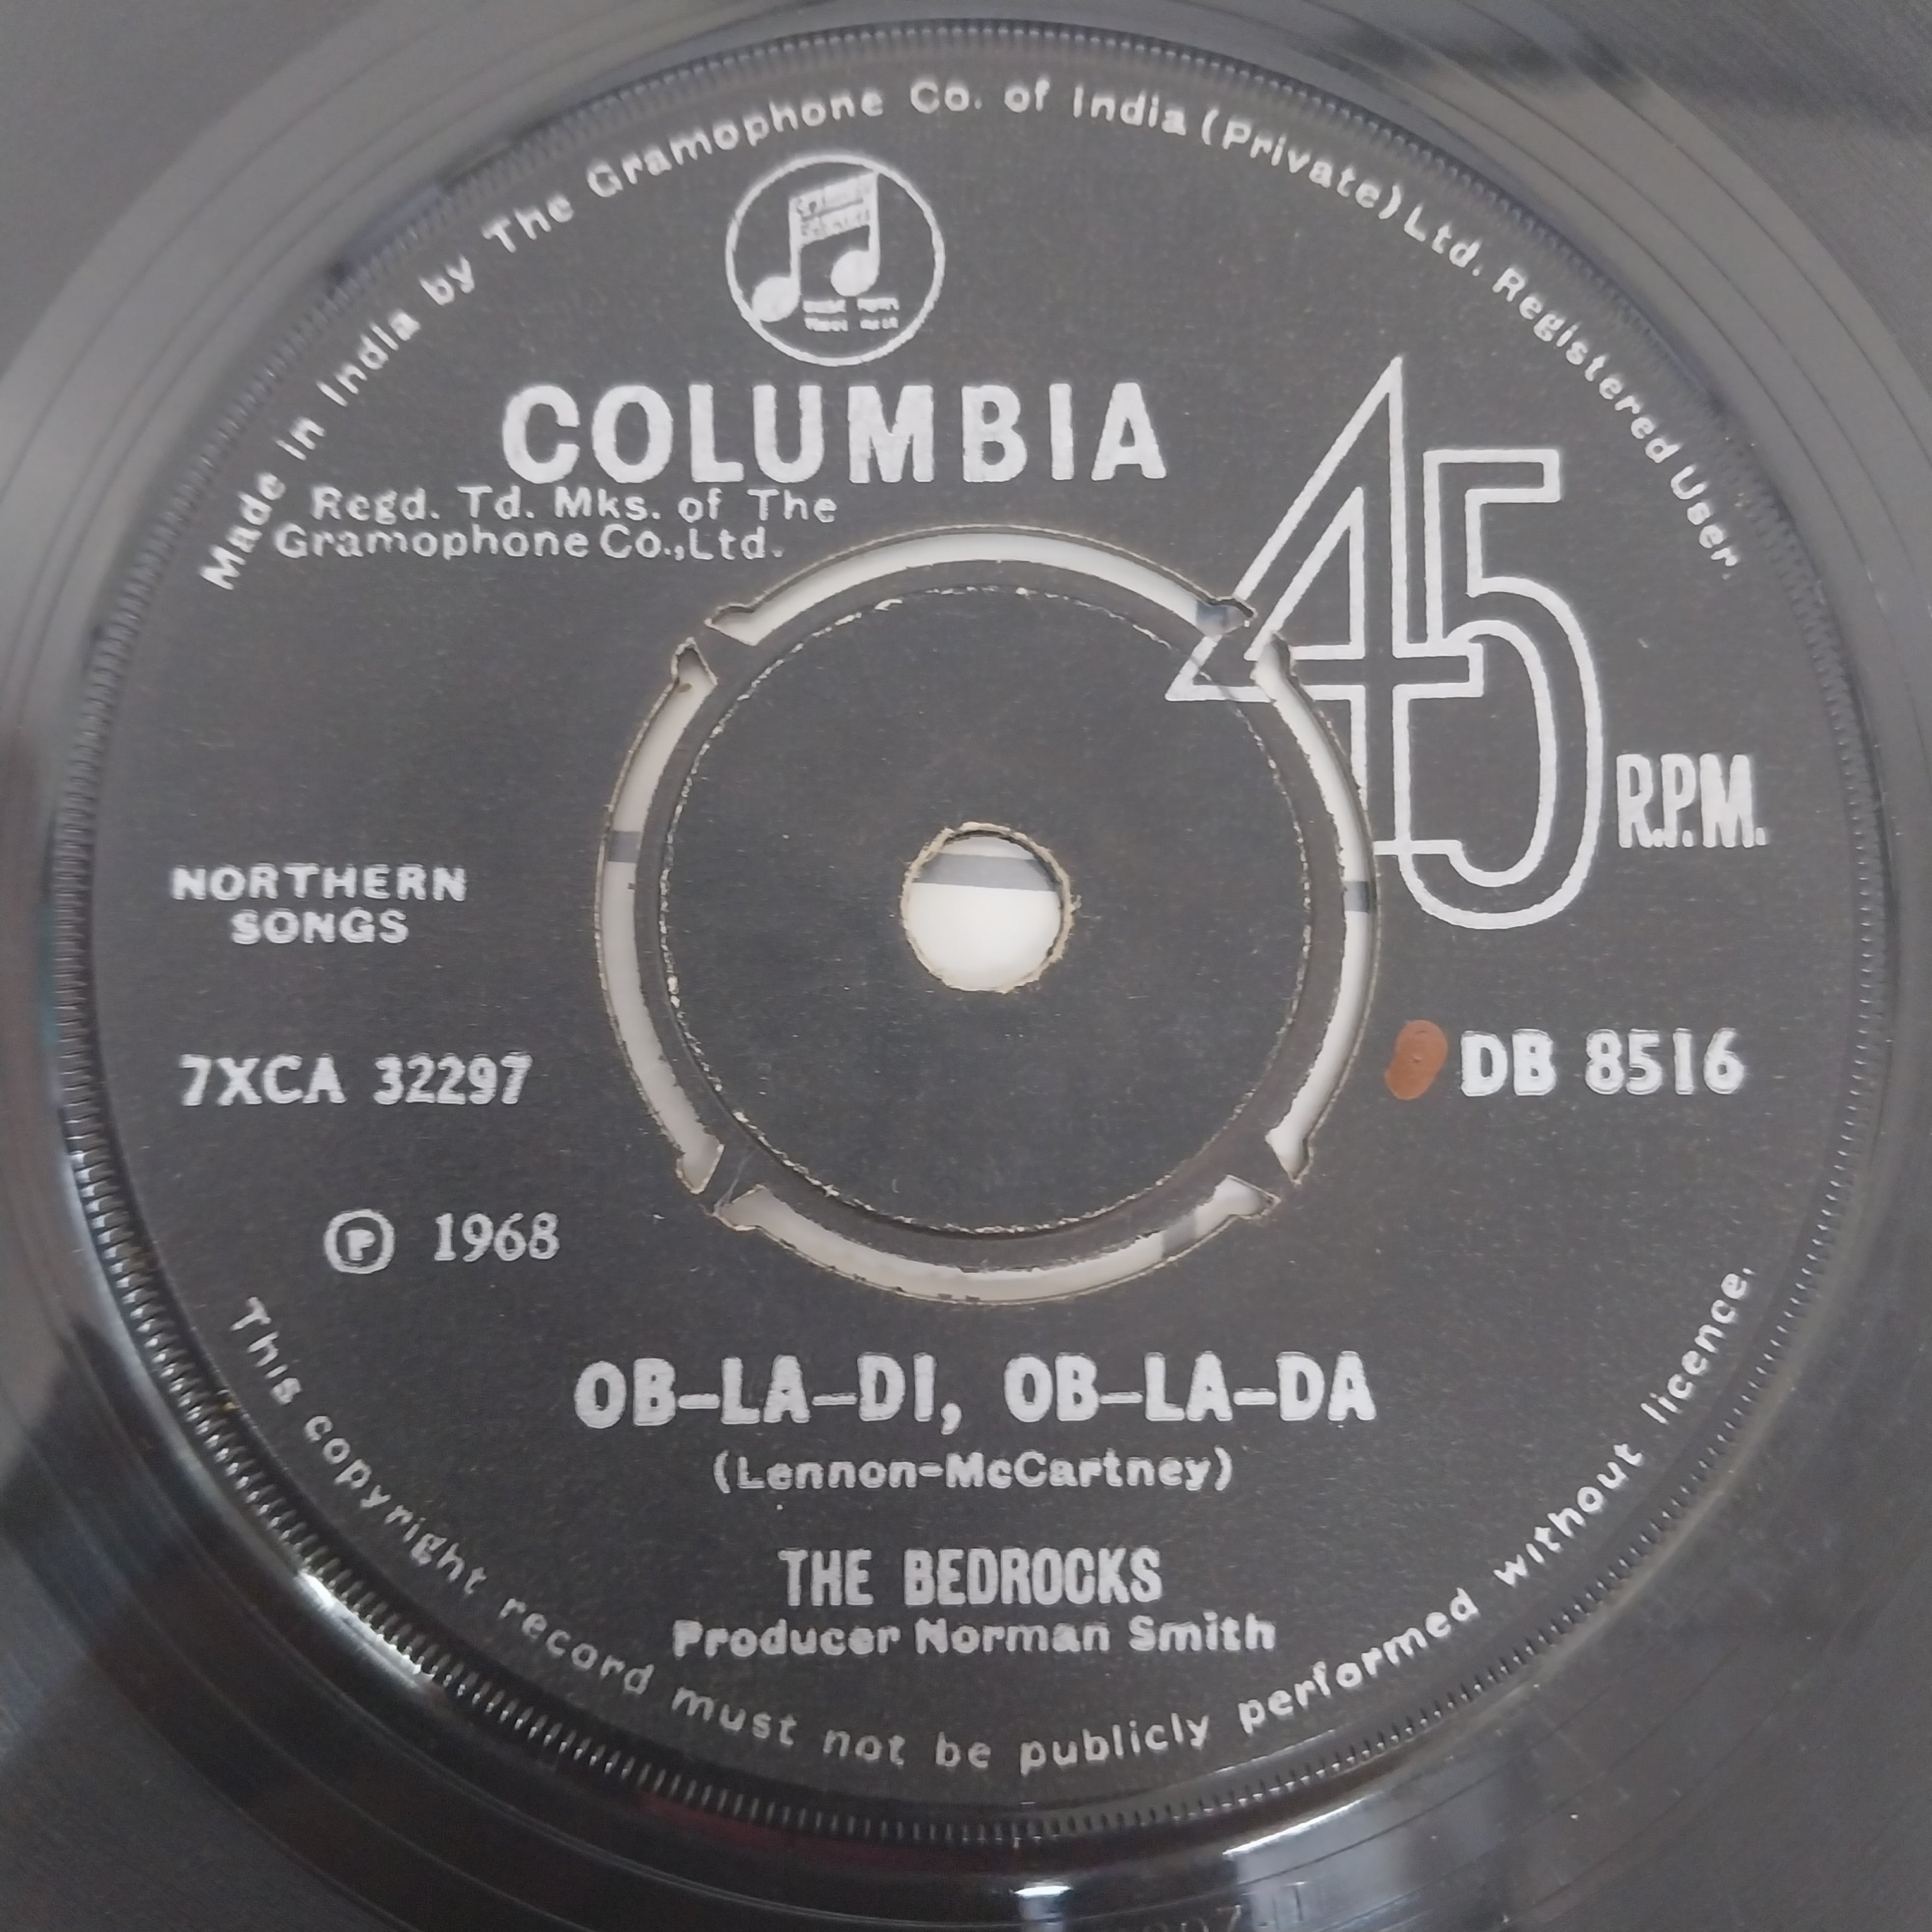 Made in India by The Gramophone Co. of India (Private) Ltd. Registered User.
COLUMBIA
Regd. Td. Mks. of The
Gramophone Co.,Ltd.
45
R.P.M.
NORTHERN
SONGS
7XCA 32297
DB 8516
Ⓟ 1968
OB-LA-DI, OB-LA-DA
(Lennon-McCartney)
THE BEDROCKS
Producer Norman Smith
This copyright record must not be publicly performed without licence.